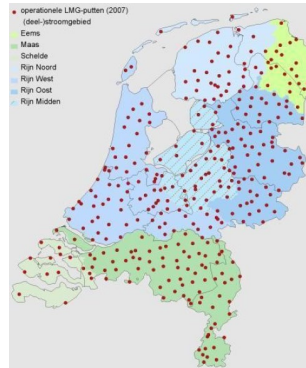 operationele LMG-putten (2007)
(deel-)stroomgebied
Eems
Maas
Schelde
Rijn Noord
Rijn West
Rijn Oost
Rijn Midden